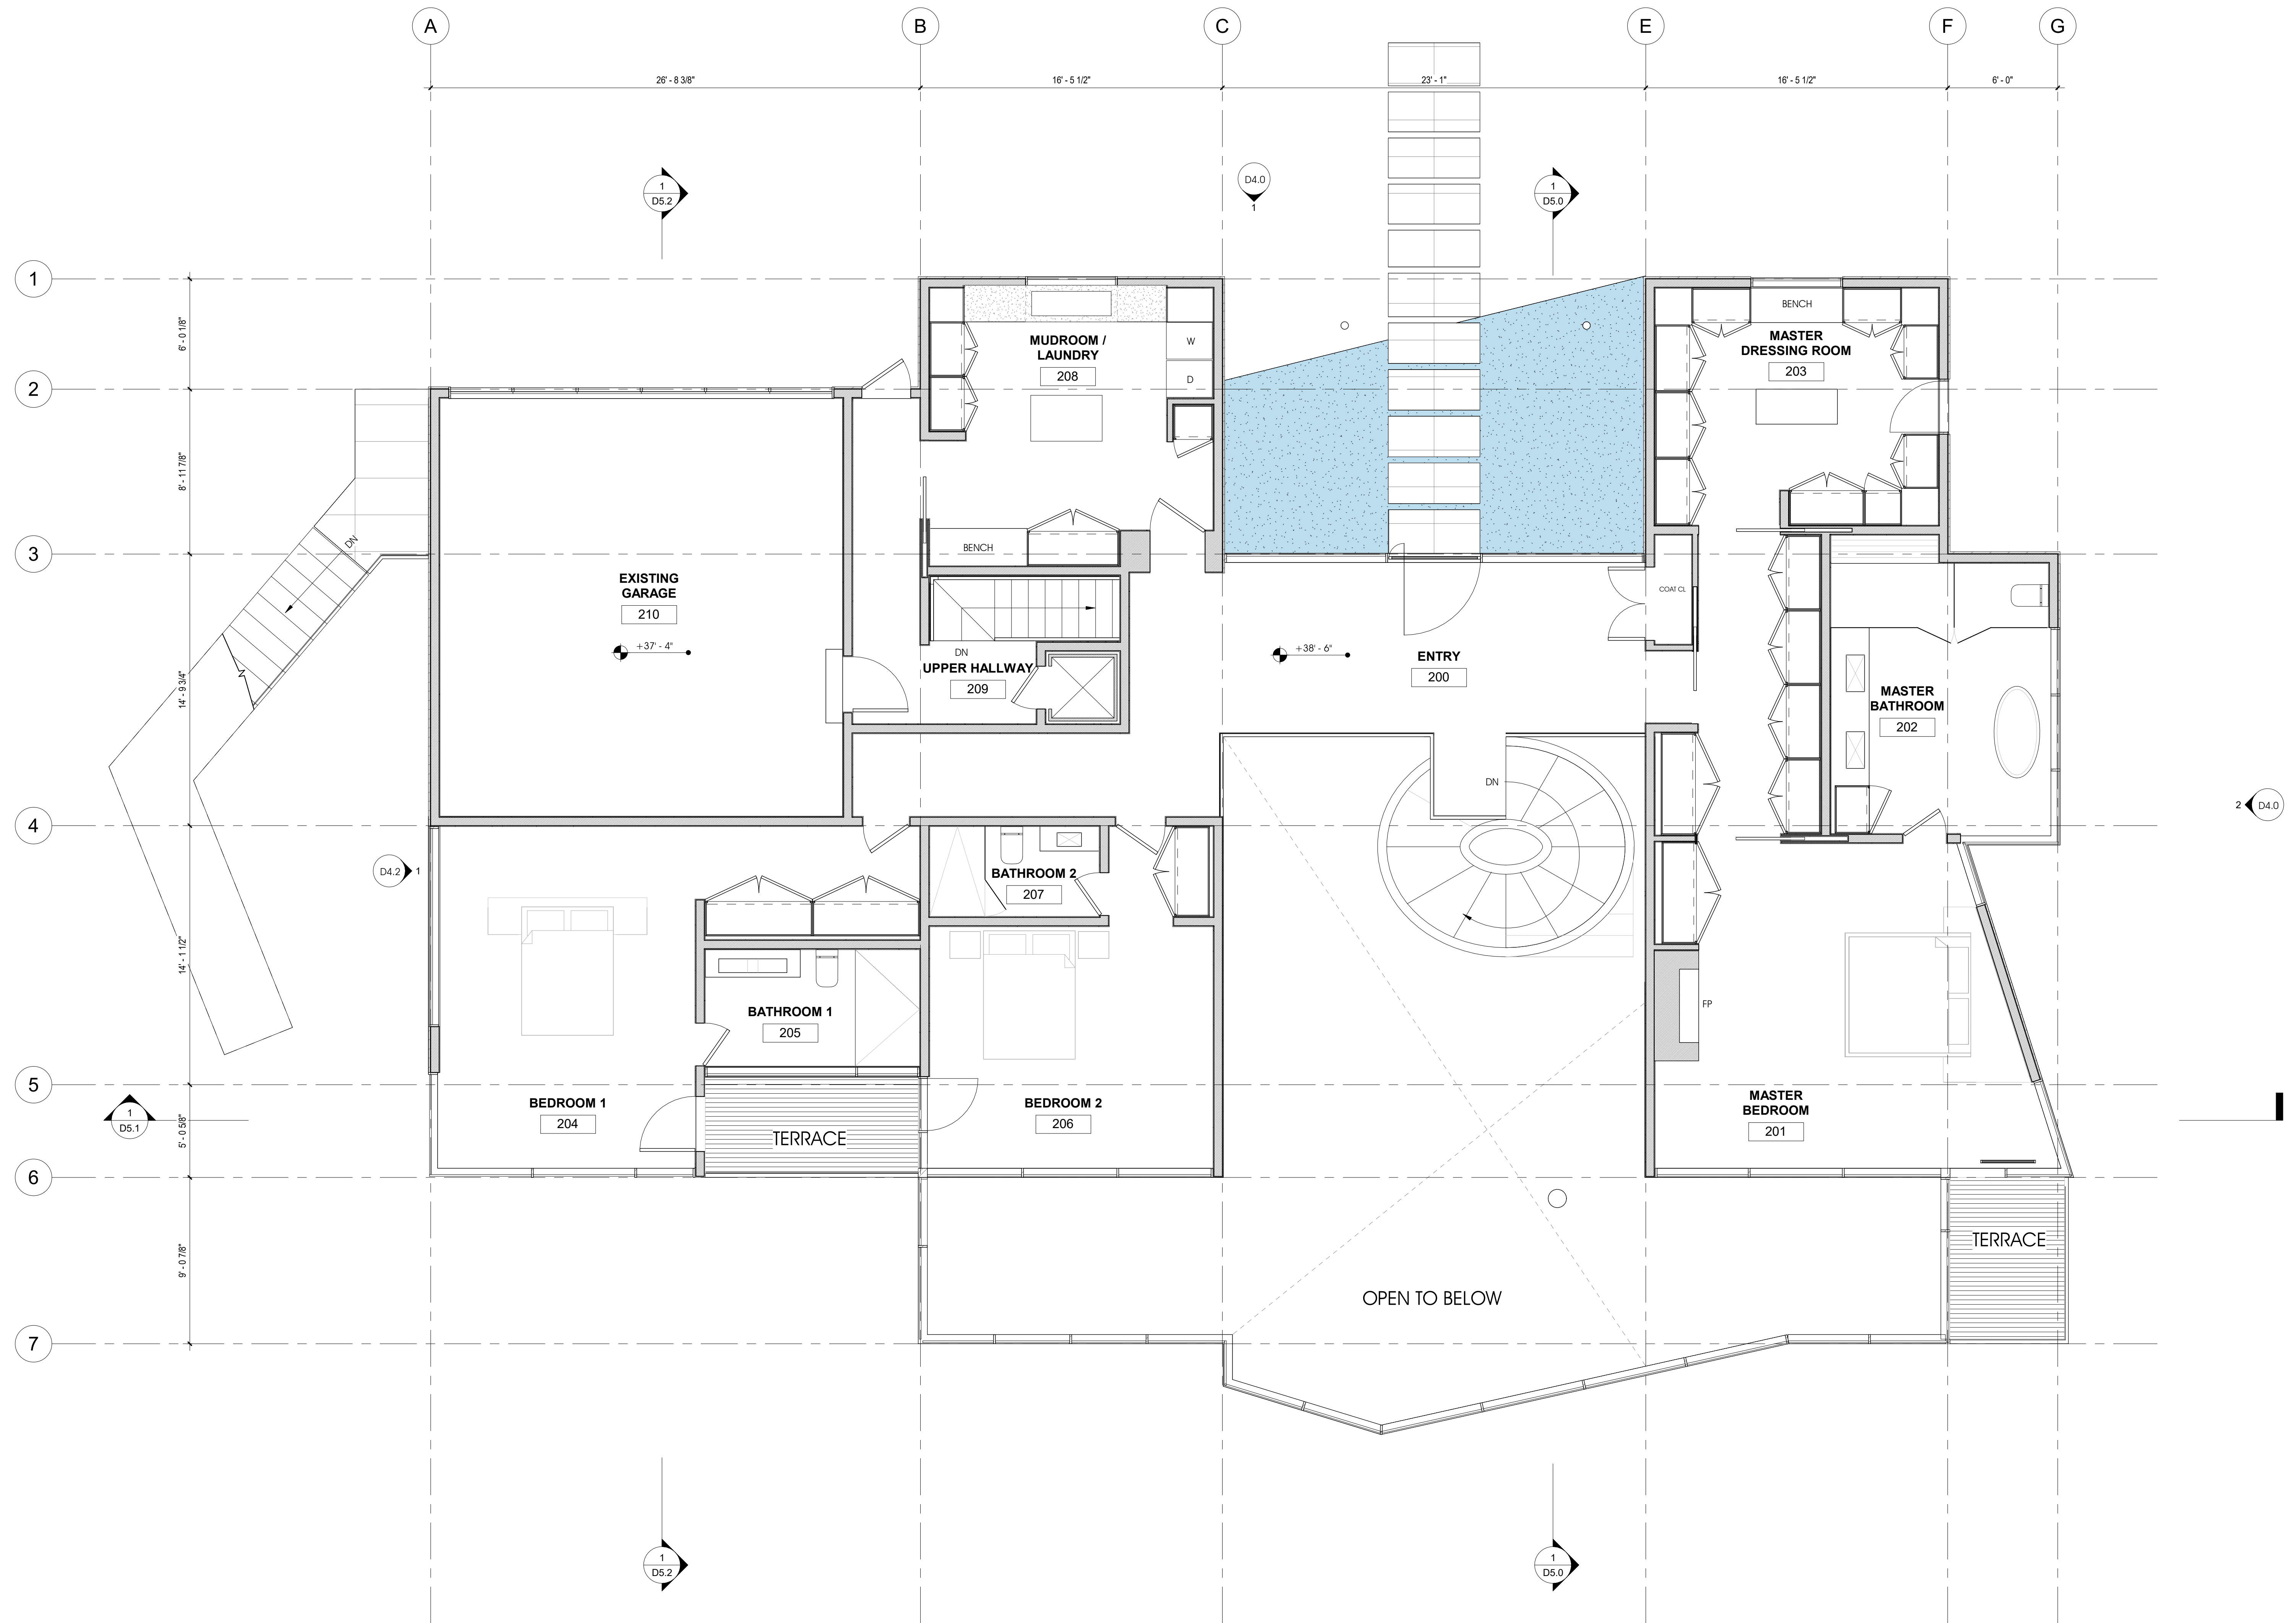 A
B
C
E
F
G
26' - 8 3/8"
16' - 5 1/2"
23' - 1"
16' - 5 1/2"
6' - 0"
1
D5.2
D4.0
1
1
D5.0
1
2
3
4
5
6
7
6' - 0 1/8"
8' - 11 7/8"
14' - 9 3/4"
14' - 1 1/2"
5' - 0 5/8"
9' - 0 7/8"
MUDROOM /
LAUNDRY
208
W
D
BENCH
BENCH
MASTER
DRESSING ROOM
203
DN
EXISTING
GARAGE
210
+37' - 4"
DN
UPPER HALLWAY
209
+38' - 6"
ENTRY
200
COAT CL
MASTER
BATHROOM
202
DN
2
D4.0
D4.2
1
BATHROOM 2
207
BATHROOM 1
205
FP
BEDROOM 1
204
TERRACE
BEDROOM 2
206
MASTER
BEDROOM
201
1
D5.1
TERRACE
OPEN TO BELOW
1
D5.2
1
D5.0